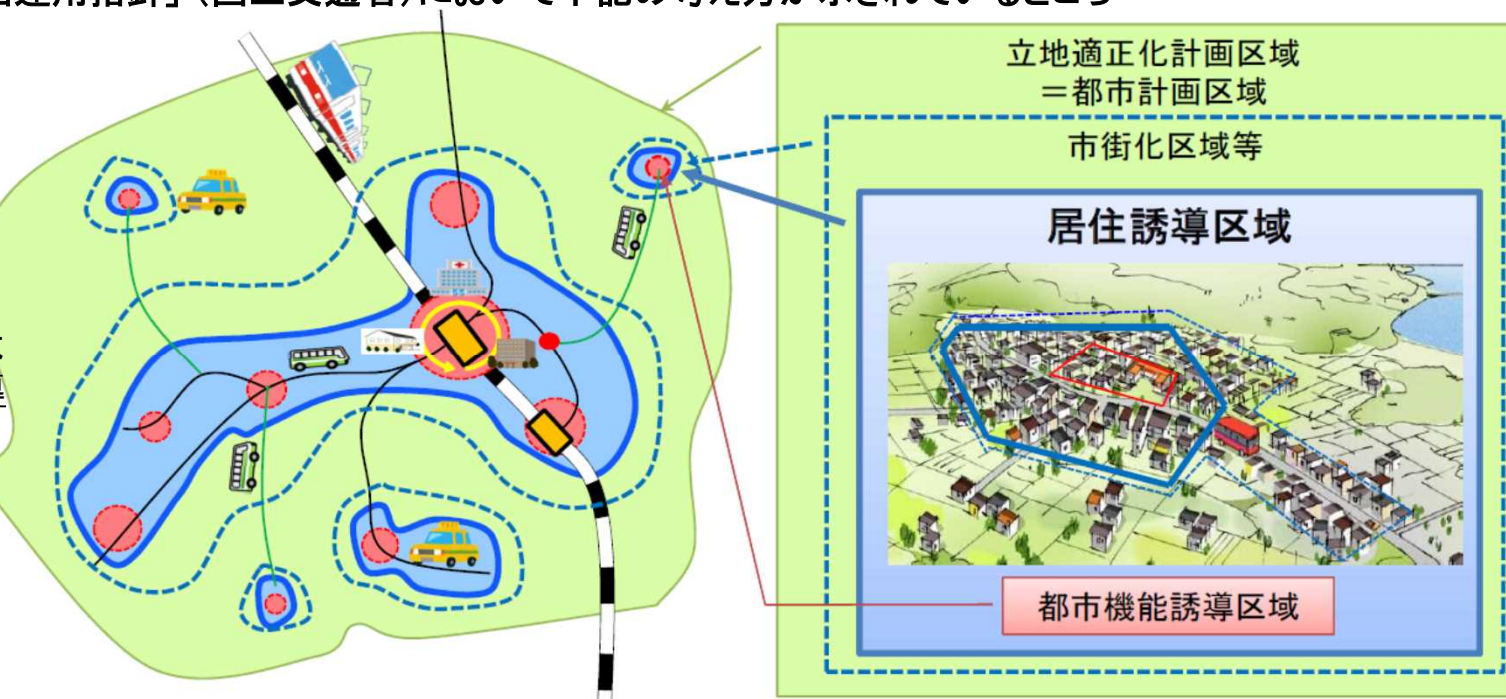 立地適正化計画区域
＝都市計画区域
市街化区域等
居住誘導区域
都市機能誘導区域